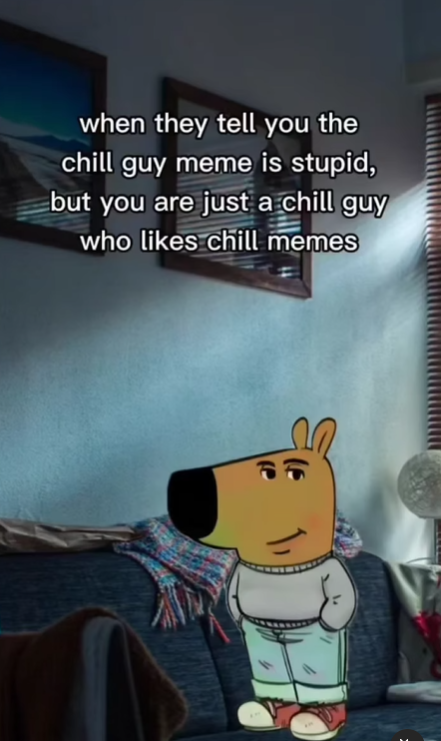 when they tell you the
chill guy meme is stupid,
but you are just a chill guy
who likes chill memes